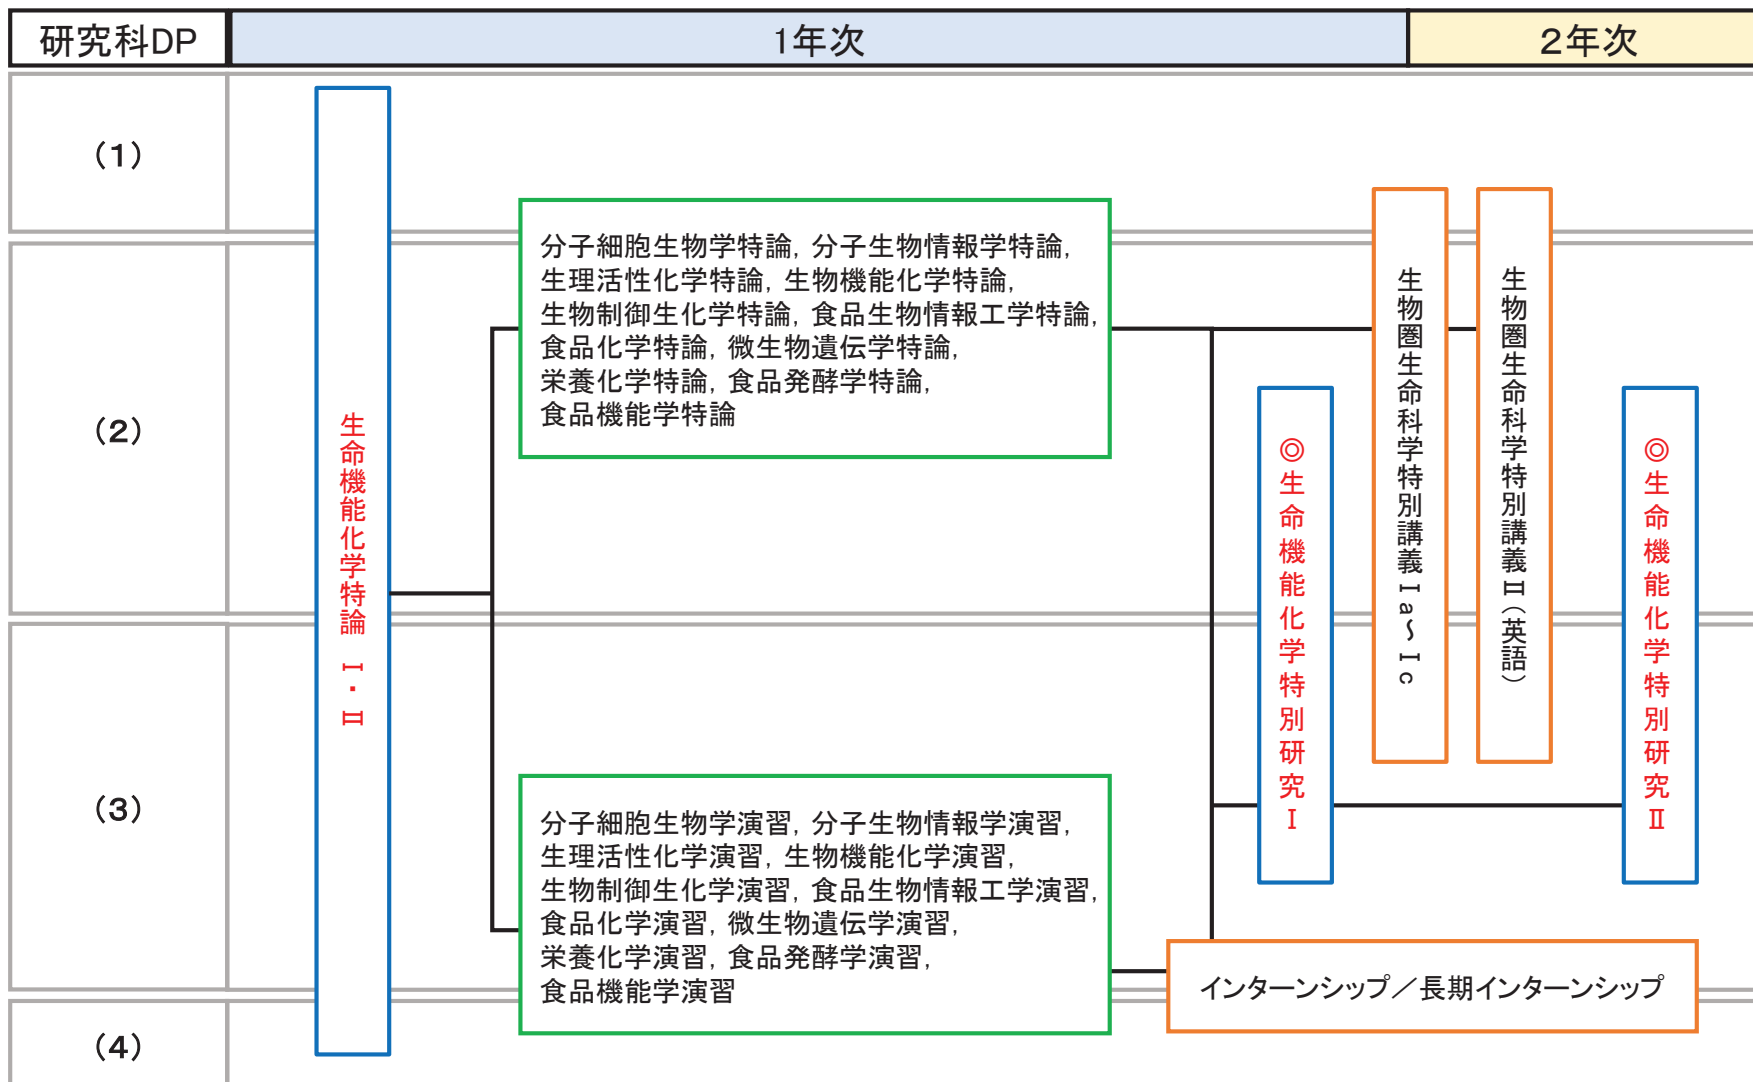 研究科DP
1年次
2年次
(1)
(2)
(3)
(4)
生命機能化学特論 Ⅰ・Ⅱ
分子細胞生物学特論, 分子生物情報学特論,
生理活性化学特論, 生物機能化学特論,
生物制御生化学特論, 食品生物情報工学特論,
食品化学特論, 微生物遺伝学特論,
栄養化学特論, 食品発酵学特論,
食品機能学特論
分子細胞生物学演習, 分子生物情報学演習,
生理活性化学演習, 生物機能化学演習,
生物制御生化学演習, 食品生物情報工学演習,
食品化学演習, 微生物遺伝学演習,
栄養化学演習, 食品発酵学演習,
食品機能学演習
◎生命機能化学特別研究Ⅰ
生物圏生命科学特別講義Ⅰa～Ⅰc
生物圏生命科学特別講義Ⅱ(英語)
◎生命機能化学特別研究Ⅱ
インターンシップ／長期インターンシップ